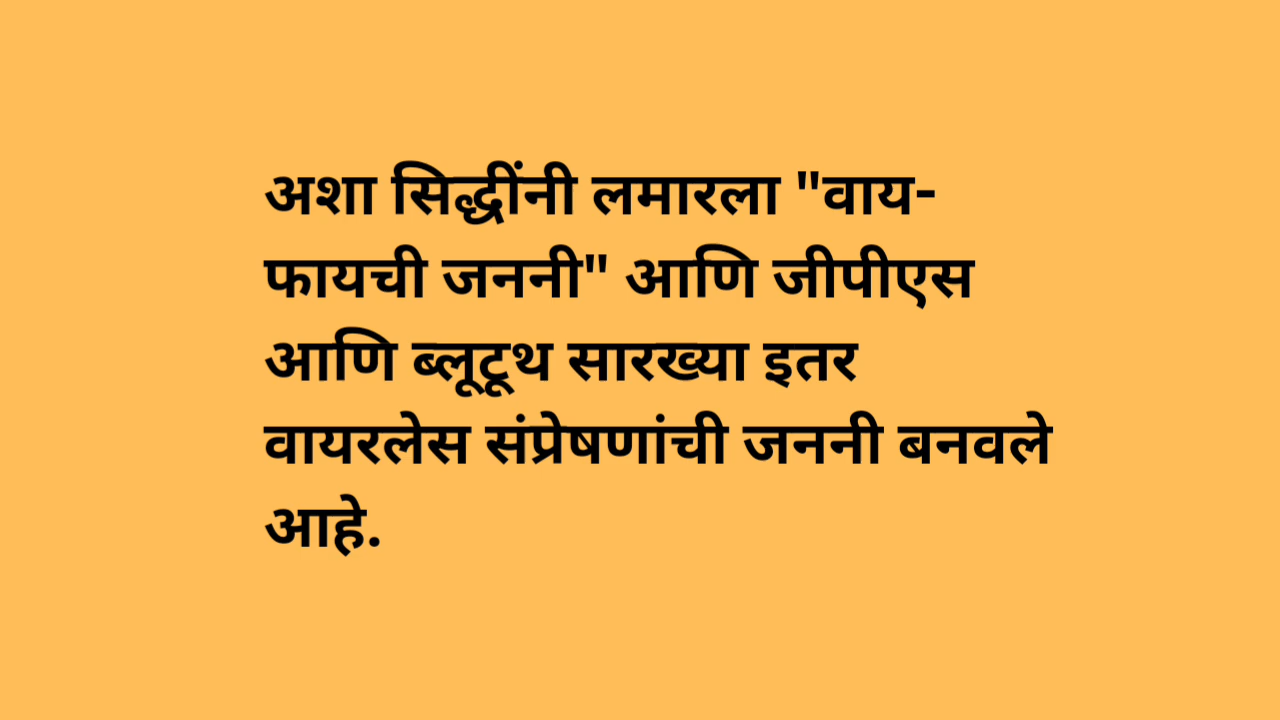 अशा सिद्धींनी लमारला "वाय-
फायची जननी" आणि जीपीएस
आणि ब्लूटूथ सारख्या इतर
वायरलेस संप्रेषणांची जननी बनवले
आहे.